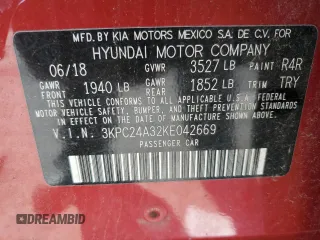 MFD. BY KIA MOTORS MEXICO S.A. DE C.V. FOR
HYUNDAI MOTOR COMPANY
06/18 GVWR 3527 LB PAINT R4R
GAWR 1940 LB GAWR 1852 LB TRIM TRY
THIS VEHICLE CONFORMS TO ALL APPLICABLE U.S.A. FEDERAL
MOTOR VEHICLE SAFETY, BUMPER, AND THEFT PREVENTION
STANDARDS IN EFFECT ON THE DATE OF MANUFACTURE SHOWN ABOVE.
V.I.N. 3KPC24A32KE042669
PASSENGER CAR
DREAMBID